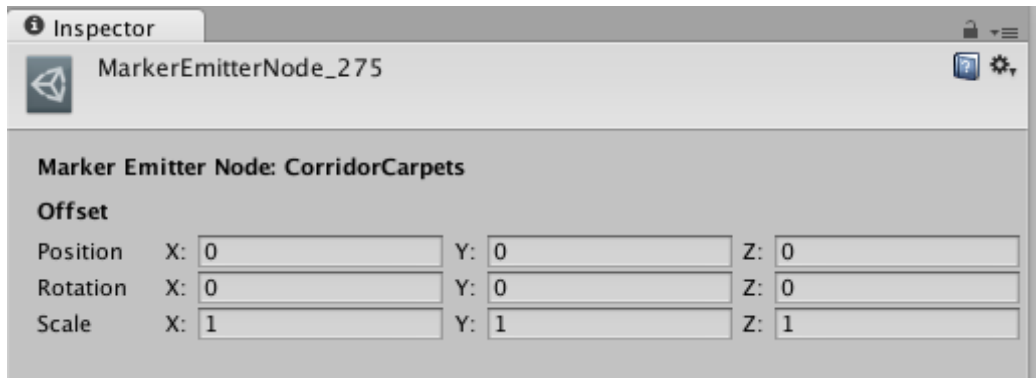 Inspector
MarkerEmitterNode_275
Marker Emitter Node: CorridorCarpets
Offset
Position X: 0 Y: 0 Z: 0
Rotation X: 0 Y: 0 Z: 0
Scale X: 1 Y: 1 Z: 1